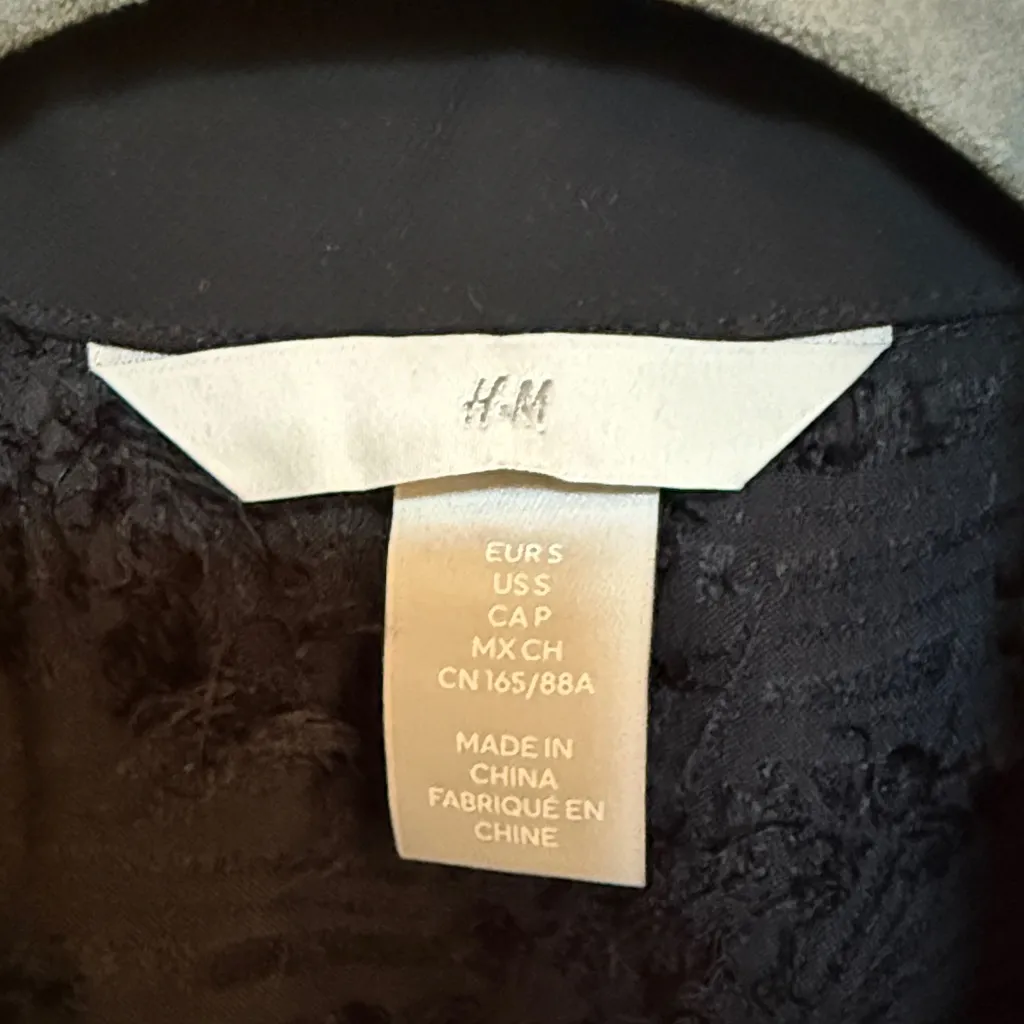 H&M
EUR S
US S
CA P
MX CH
CN 165/88A
MADE IN
CHINA
FABRIQUÉ EN
CHINE